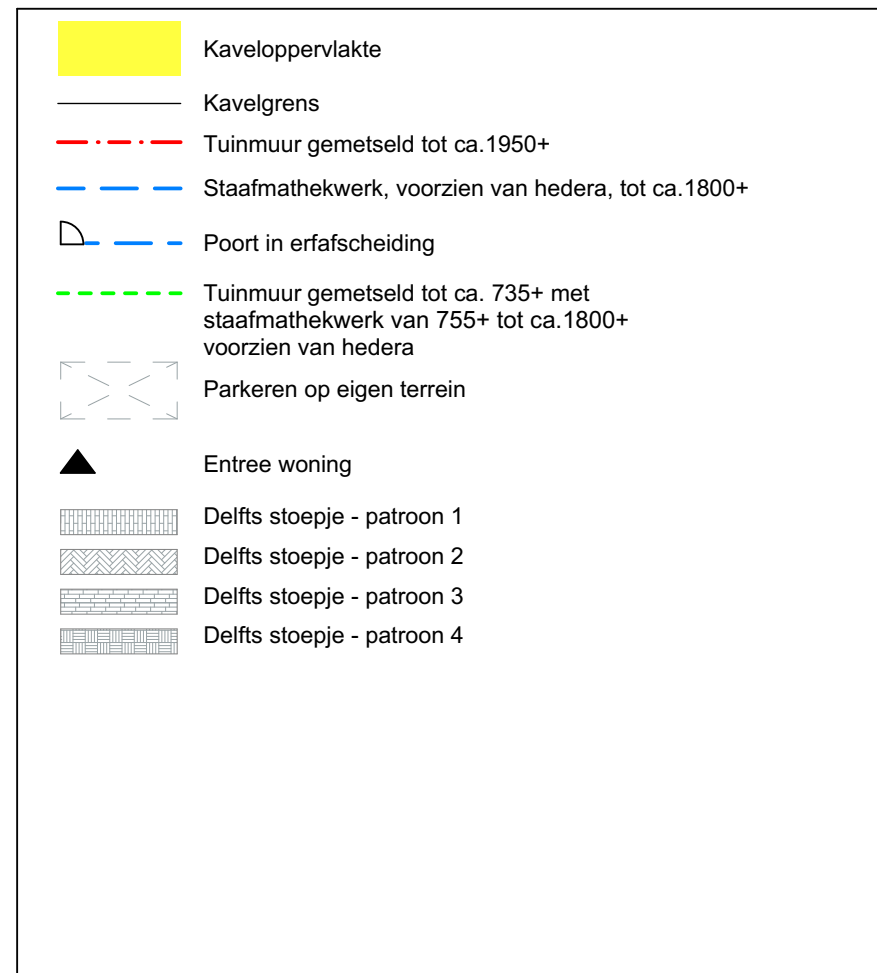 Kaveloppervlakte
Kavelgrens
Tuinmuur gemetseld tot ca.1950+
Staafmathekwerk, voorzien van hedera, tot ca.1800+
Poort in erfafscheiding
Tuinmuur gemetseld tot ca. 735+ met
staafmathekwerk van 755+ tot ca.1800+
voorzien van hedera
Parkeren op eigen terrein
Entree woning
Delfts stoepje - patroon 1
Delfts stoepje - patroon 2
Delfts stoepje - patroon 3
Delfts stoepje - patroon 4